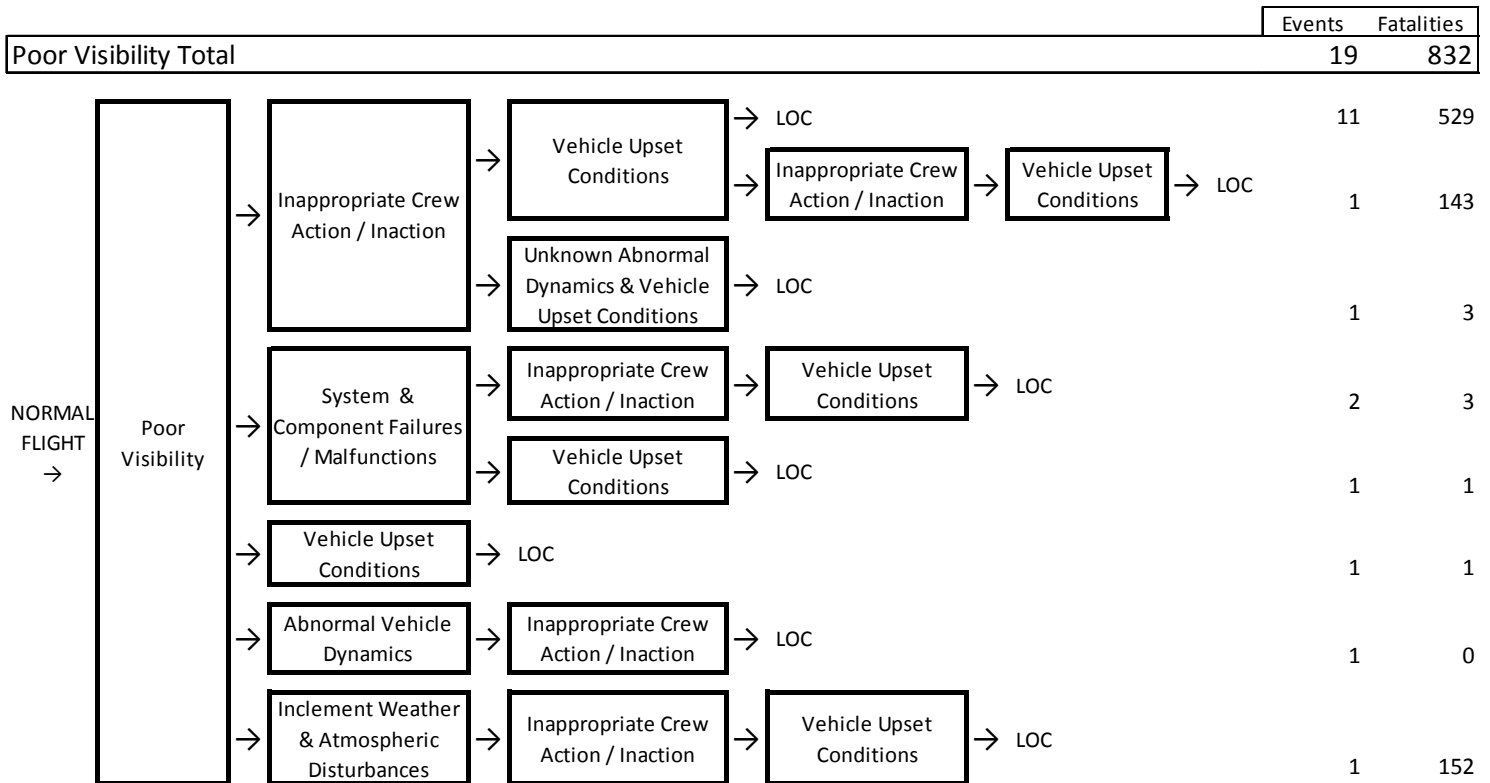 Events Fatalities
Poor Visibility Total 19 832
→ LOC 11 529
Vehicle Upset
Conditions
→
Inappropriate Crew
Action / Inaction
→
→
Inappropriate Crew
Action / Inaction
→
Vehicle Upset
Conditions
→ LOC 1 143
→
Unknown Abnormal
Dynamics & Vehicle
Upset Conditions
→ LOC
1 3
NORMAL
FLIGHT
→
Poor
Visibility
→
System &
Component Failures
/ Malfunctions
→
Inappropriate Crew
Action / Inaction
→
Vehicle Upset
Conditions
→ LOC
2 3
→
Vehicle Upset
Conditions
→ LOC
1 1
→
Vehicle Upset
Conditions
→ LOC
1 1
→
Abnormal Vehicle
Dynamics
→
Inappropriate Crew
Action / Inaction
→ LOC
1 0
→
Inclement Weather
& Atmospheric
Disturbances
→
Inappropriate Crew
Action / Inaction
→
Vehicle Upset
Conditions
→ LOC
1 152